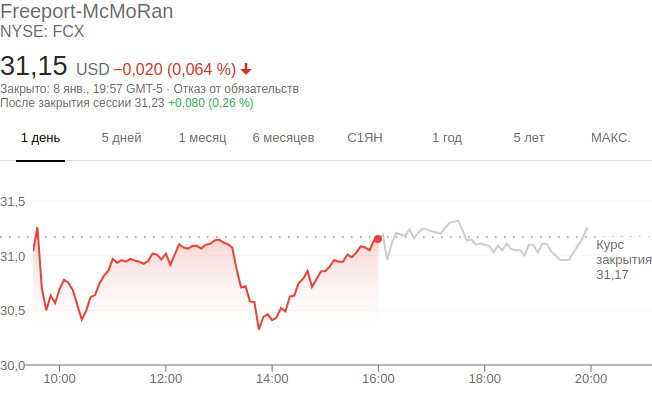 Freeport-McMoRan
NYSE: FCX
31,15 USD −0,020 (0,064 %)
Закрыто: 8 янв., 19:57 GMT-5 · Отказ от обязательств
После закрытия сессии 31,23 +0,080 (0,26 %)
1 день 5 дней 1 месяц 6 месяцев С1ЯН 1 год 5 лет МАКС.
31,5
31,0
30,5
30,0
Курс
закрытия
31,17
10:00 12:00 14:00 16:00 18:00 20:00